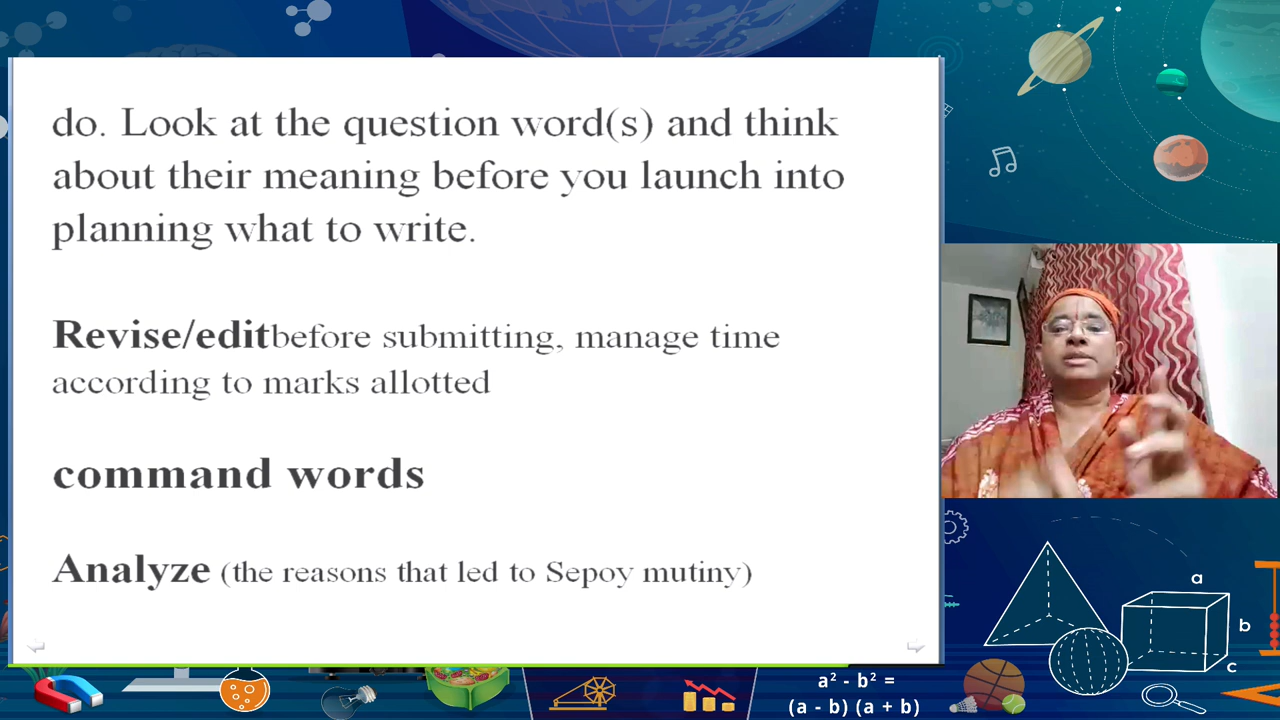 do. Look at the question word(s) and think
about their meaning before you launch into
planning what to write.
Revise/editbefore submitting, manage time
according to marks allotted
command words
Analyze (the reasons that led to Sepoy mutiny)
a
b
c
a² - b² =
(a - b) (a + b)